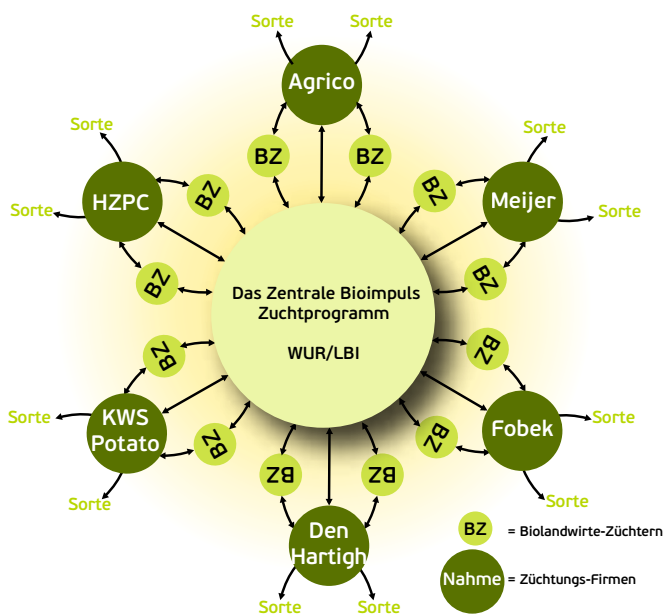 Sorte Sorte
Agrico
BZ BZ
Sorte Sorte
HZPC
BZ BZ
Meijer
Sorte Sorte
BZ BZ
Das Zentrale Bioimpuls
Zuchtprogramm
WUR/LBI
BZ BZ
Sorte Sorte
KWS
Potato
Fobek
BZ BZ
BZ BZ
Sorte Sorte
Den
Hartigh
BZ = Biolandwirte-Züchtern
Nahme = Züchtungs-Firmen
Sorte Sorte